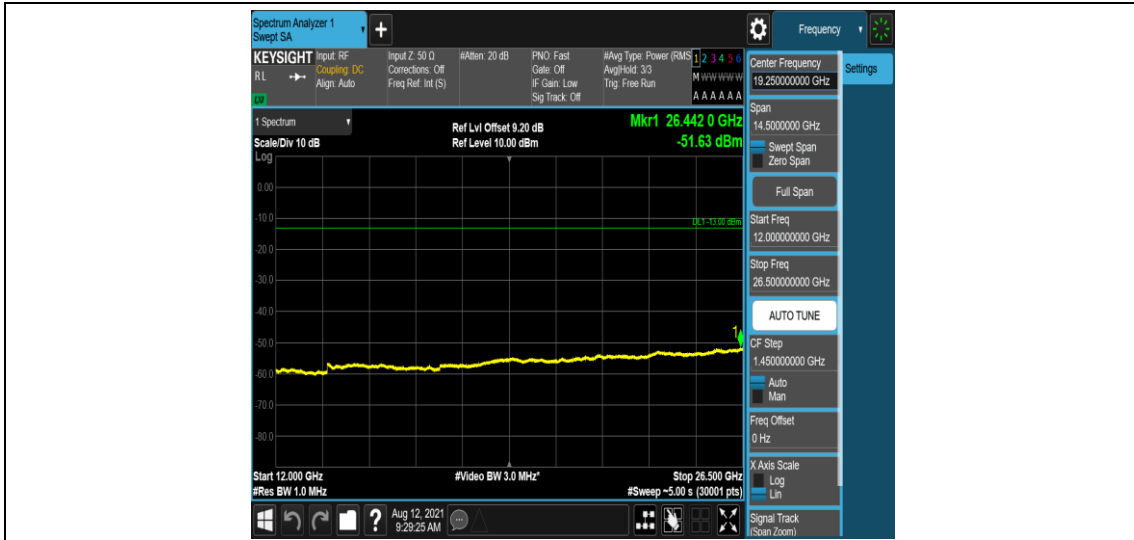 Spectrum Analyzer 1
Swept SA
Frequency
KEYSIGHT
RL
Input: RF
Coupling: DC
Align: Auto
Input Z: 50 Ω
Corrections: Off
Freq Ref: Int (S)
#Atten: 20 dB
PNO: Fast
Gate: Off
IF Gain: Low
Sig Track: Off
#Avg Type: Power (RMS
Avg|Hold: 3/3
Trig: Free Run
1 2 3 4 5 6
M W W W W W
A A A A A A
1 Spectrum
Scale/Div 10 dB
Log
Ref Lvl Offset 9.20 dB
Ref Level 10.00 dBm
Mkr1 26.442 0 GHz
-51.63 dBm
0.00
-10.0
DL1 -13.00 dBm
-20.0
-30.0
-40.0
1
-50.0
-60.0
-70.0
-80.0
Start 12.000 GHz
#Res BW 1.0 MHz
#Video BW 3.0 MHz*
Stop 26.500 GHz
#Sweep ~5.00 s (30001 pts)
?
Aug 12, 2021
9:29:25 AM
Center Frequency
19.250000000 GHz
Settings
Span
14.5000000 GHz
Swept Span
Zero Span
Full Span
Start Freq
12.000000000 GHz
Stop Freq
26.500000000 GHz
AUTO TUNE
CF Step
1.450000000 GHz
Auto
Man
Freq Offset
0 Hz
X Axis Scale
Log
Lin
Signal Track
(Span Zoom)